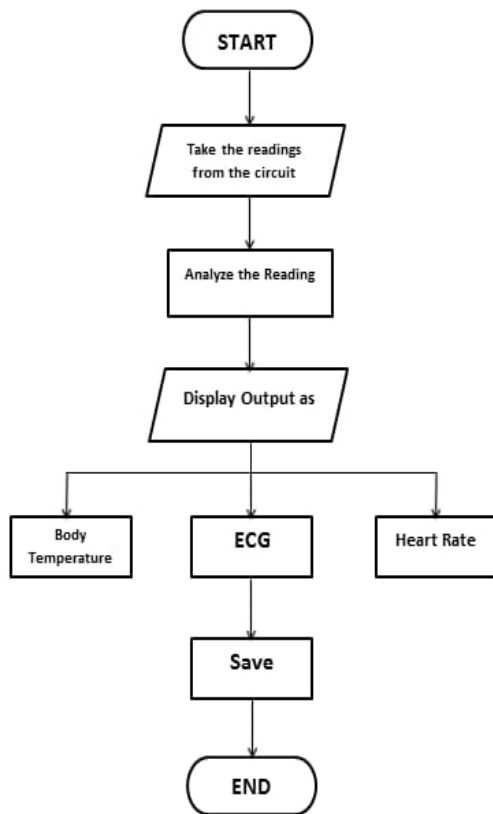 START
Take the readings
from the circuit
Analyze the Reading
Display Output as
Body
Temperature
ECG
Heart Rate
Save
END